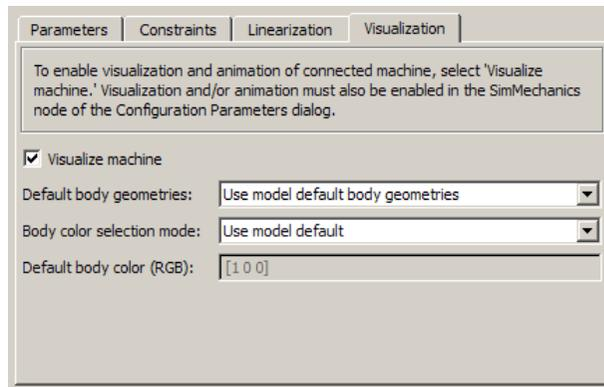 Parameters Constraints Linearization Visualization
To enable visualization and animation of connected machine, select 'Visualize
machine.' Visualization and/or animation must also be enabled in the SimMechanics
node of the Configuration Parameters dialog.
Visualize machine
Default body geometries: Use model default body geometries
Body color selection mode: Use model default
Default body color (RGB): [1 0 0]